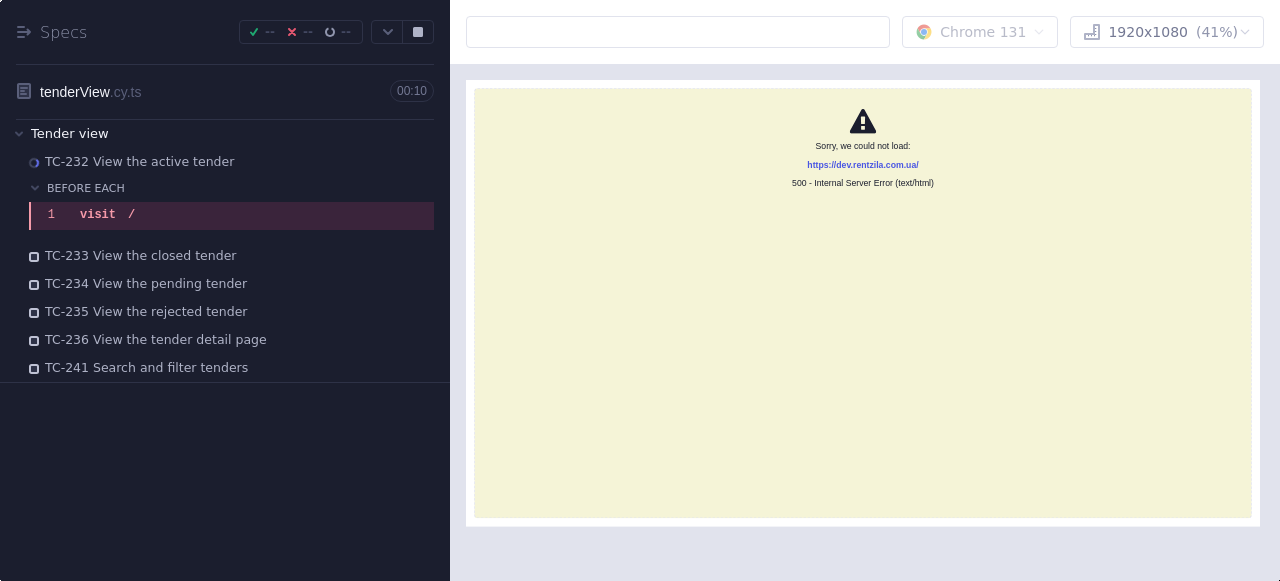 Specs
-- -- --
Chrome 131
1920x1080 (41%)
tenderView.cy.ts
00:10
Tender view
TC-232 View the active tender
BEFORE EACH
1 visit /
TC-233 View the closed tender
TC-234 View the pending tender
TC-235 View the rejected tender
TC-236 View the tender detail page
TC-241 Search and filter tenders
Sorry, we could not load:
https://dev.rentzila.com.ua/
500 - Internal Server Error (text/html)